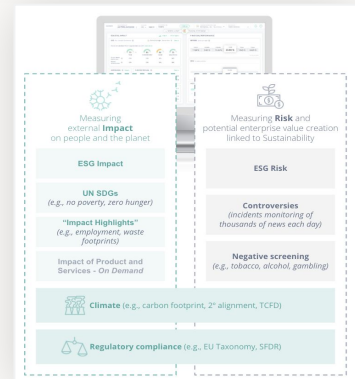 Measuring
external Impact
on people and the planet
ESG Impact
UN SDGs
(e.g., no poverty, zero hunger)
"Impact Highlights"
(e.g., employment, waste
footprints)
Impact of Product and
Services - On Demand
Measuring Risk and
potential enterprise value creation
linked to Sustainability
ESG Risk
Controversies
(incidents monitoring of
thousands of news each day)
Negative screening
(e.g., tobacco, alcohol, gambling)
Climate (e.g., carbon footprint, 2° alignment, TCFD)
Regulatory compliance (e.g., EU Taxonomy, SFDR)